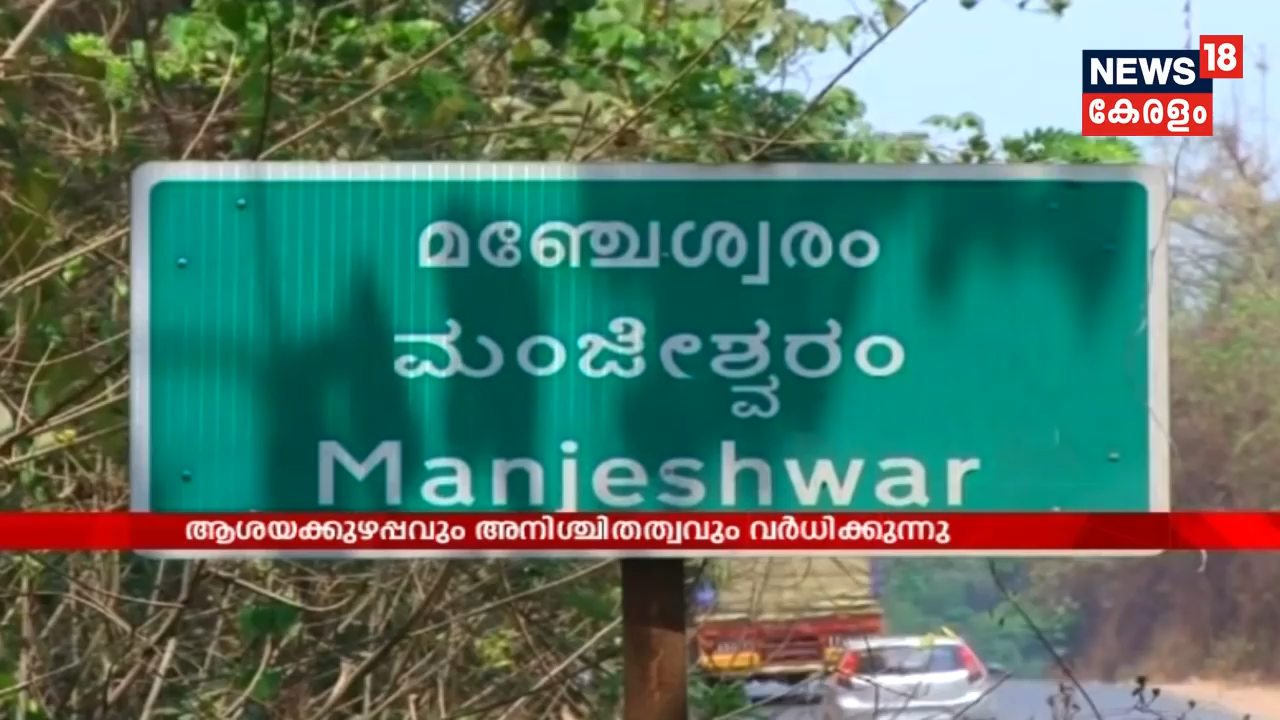 NEWS 18
കേരളം
മഞ്ചേശ്വരം
ಮಂಜೇಶ್ವರಂ
Manjeshwar
ആശയക്കുഴപ്പവും അനിശ്ചിതത്വവും വർധിക്കുന്നു